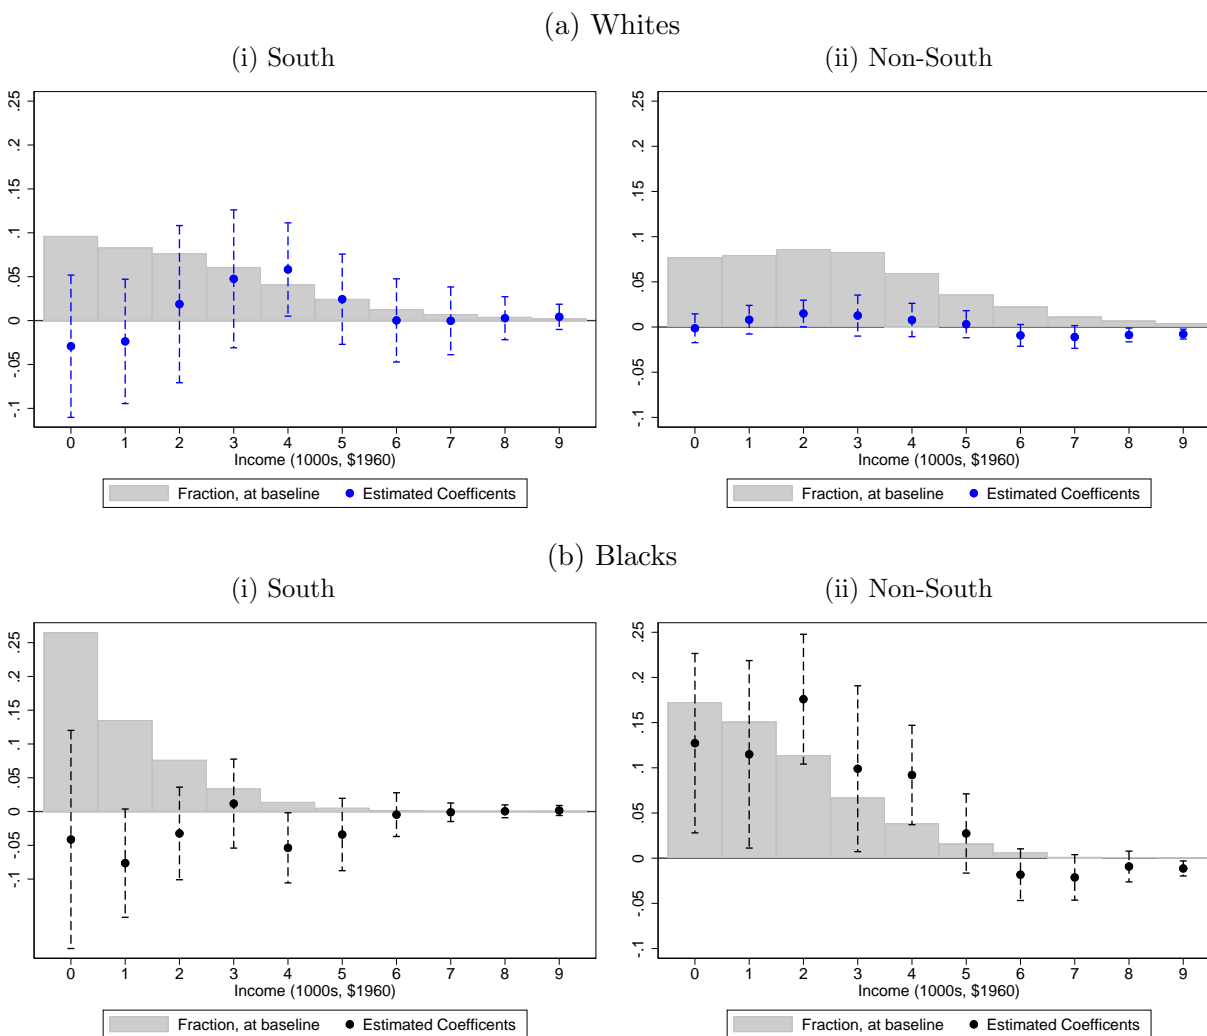 (a) Whites
(i) South
(ii) Non-South
.25
.2
.15
.1
.05
0
-.05
-.1
0 1 2 3 4 5 6 7 8 9
Income (1000s, $1960)
Fraction, at baseline
Estimated Coefficents
.25
.2
.15
.1
.05
0
-.05
-.1
0 1 2 3 4 5 6 7 8 9
Income (1000s, $1960)
Fraction, at baseline
Estimated Coefficents
(b) Blacks
(i) South
(ii) Non-South
.25
.2
.15
.1
.05
0
-.05
-.1
0 1 2 3 4 5 6 7 8 9
Income (1000s, $1960)
Fraction, at baseline
Estimated Coefficents
.25
.2
.15
.1
.05
0
-.05
-.1
0 1 2 3 4 5 6 7 8 9
Income (1000s, $1960)
Fraction, at baseline
Estimated Coefficents